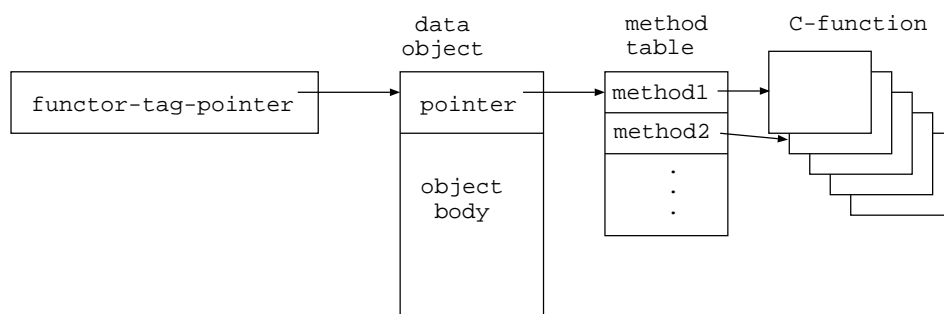 data
object
method
table
C-function
functor-tag-pointer
pointer
method1
method2
object
body